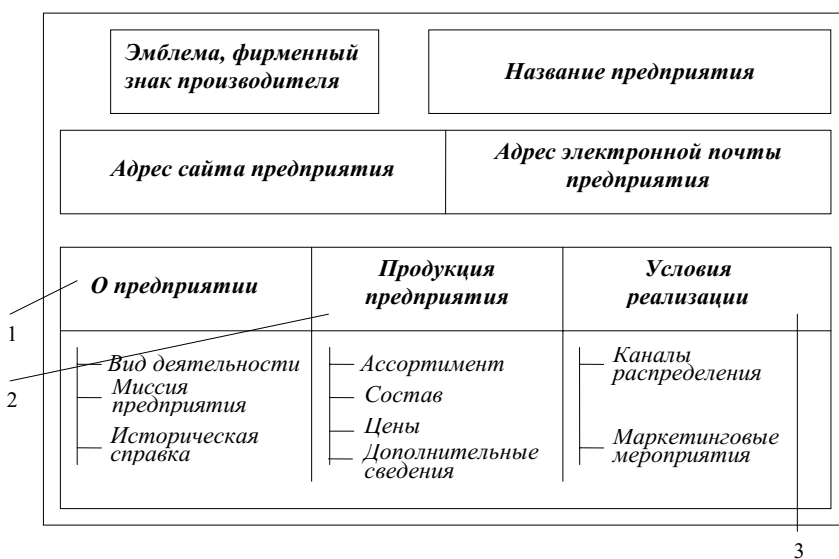 Эмблема, фирменный
знак производителя
Название предприятия
Адрес сайта предприятия
Адрес электронной почты
предприятия
О предприятии
Продукция
предприятия
Условия
реализации
1
Вид деятельности
Миссия
предприятия
Историческая
справка
2
Ассортимент
Состав
Цены
Дополнительные
сведения
Каналы
распределения
Маркетинговые
мероприятия
3